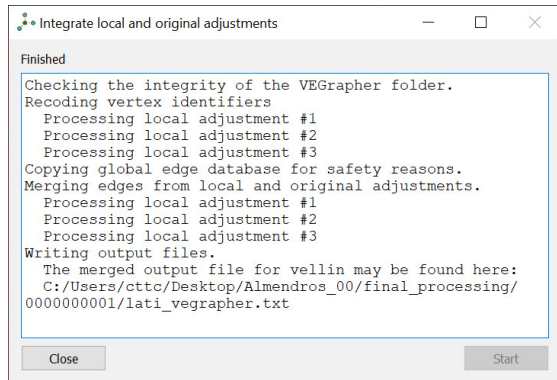 Integrate local and original adjustments
Finished
Checking the integrity of the VEGrapher folder.
Recoding vertex identifiers
Processing local adjustment #1
Processing local adjustment #2
Processing local adjustment #3
Copying global edge database for safety reasons.
Merging edges from local and original adjustments.
Processing local adjustment #1
Processing local adjustment #2
Processing local adjustment #3
Writing output files.
The merged output file for vellin may be found here:
C:/Users/cttc/Desktop/Almendros_00/final_processing/
0000000001/lati_vegrapher.txt
Close
Start